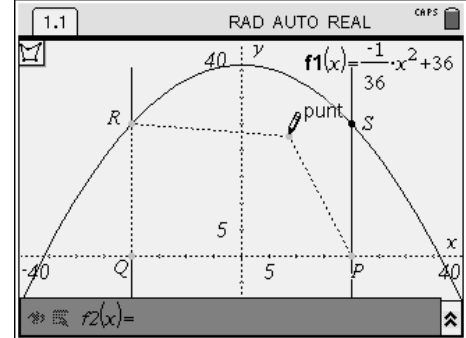 1.1 RAD AUTO REAL CAPS
40 y f1(x)=-1/36·x²+36
R punt S
5 x
-40 Q 5 P 40
f2(x)=